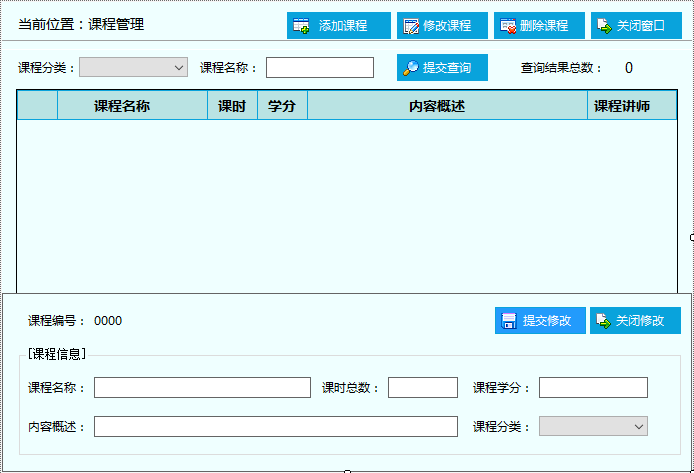 当前位置：课程管理 添加课程 修改课程 删除课程 关闭窗口
课程分类： 课程名称： 提交查询 查询结果总数： 0
课程名称 课时 学分 内容概述 课程讲师
课程编号： 0000 提交修改 关闭修改
[课程信息]
课程名称： 课时总数： 课程学分：
内容概述： 课程分类：